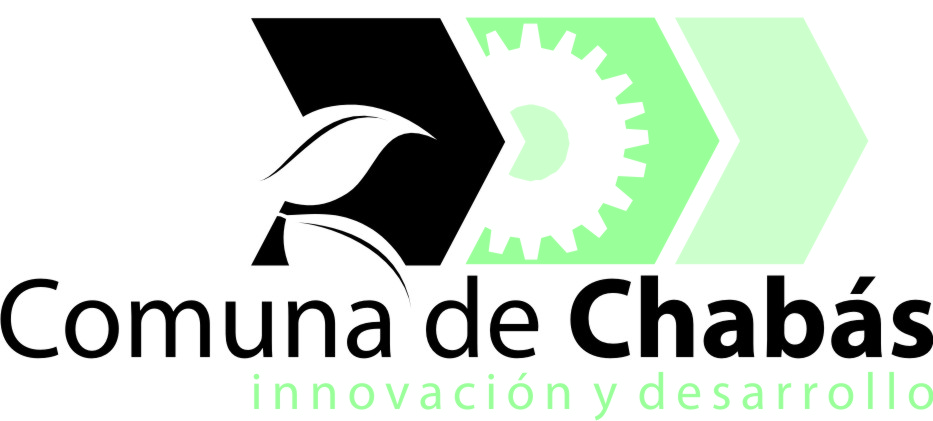 Comuna de Chabás
innovación y desarrollo